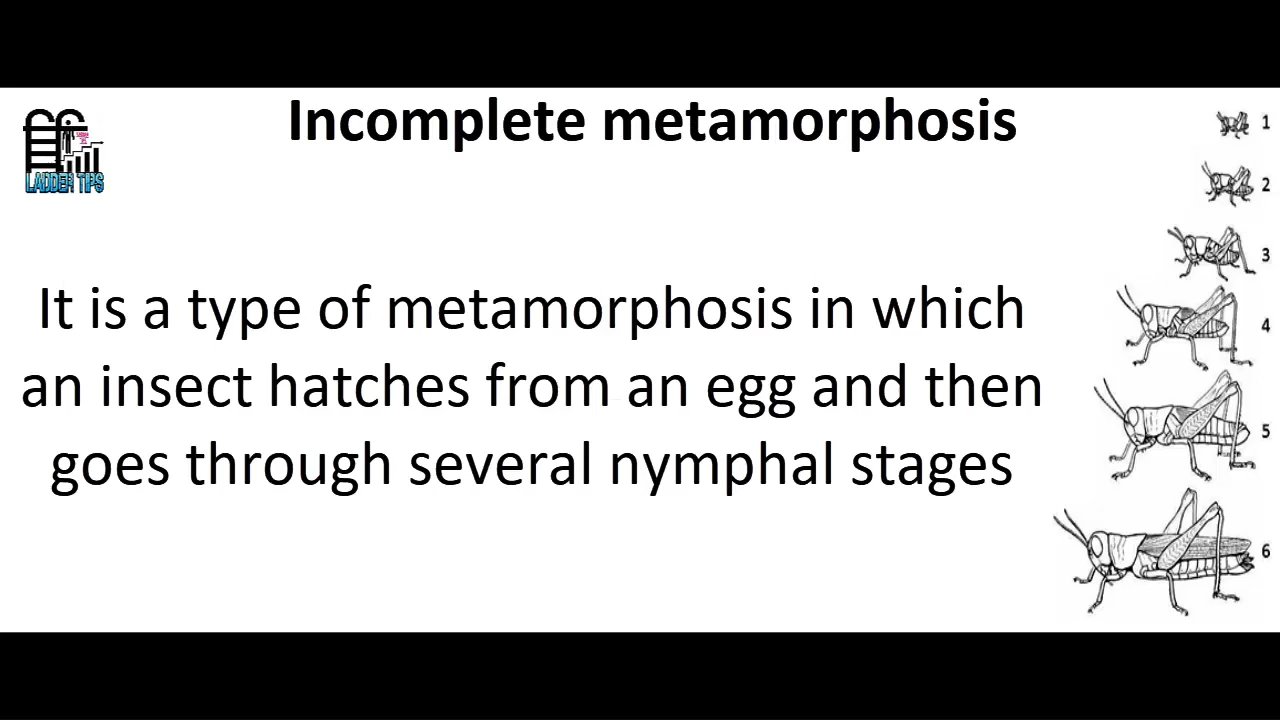 Incomplete metamorphosis
LADDER TIPS
It is a type of metamorphosis in which
an insect hatches from an egg and then
goes through several nymphal stages
1
2
3
4
5
6